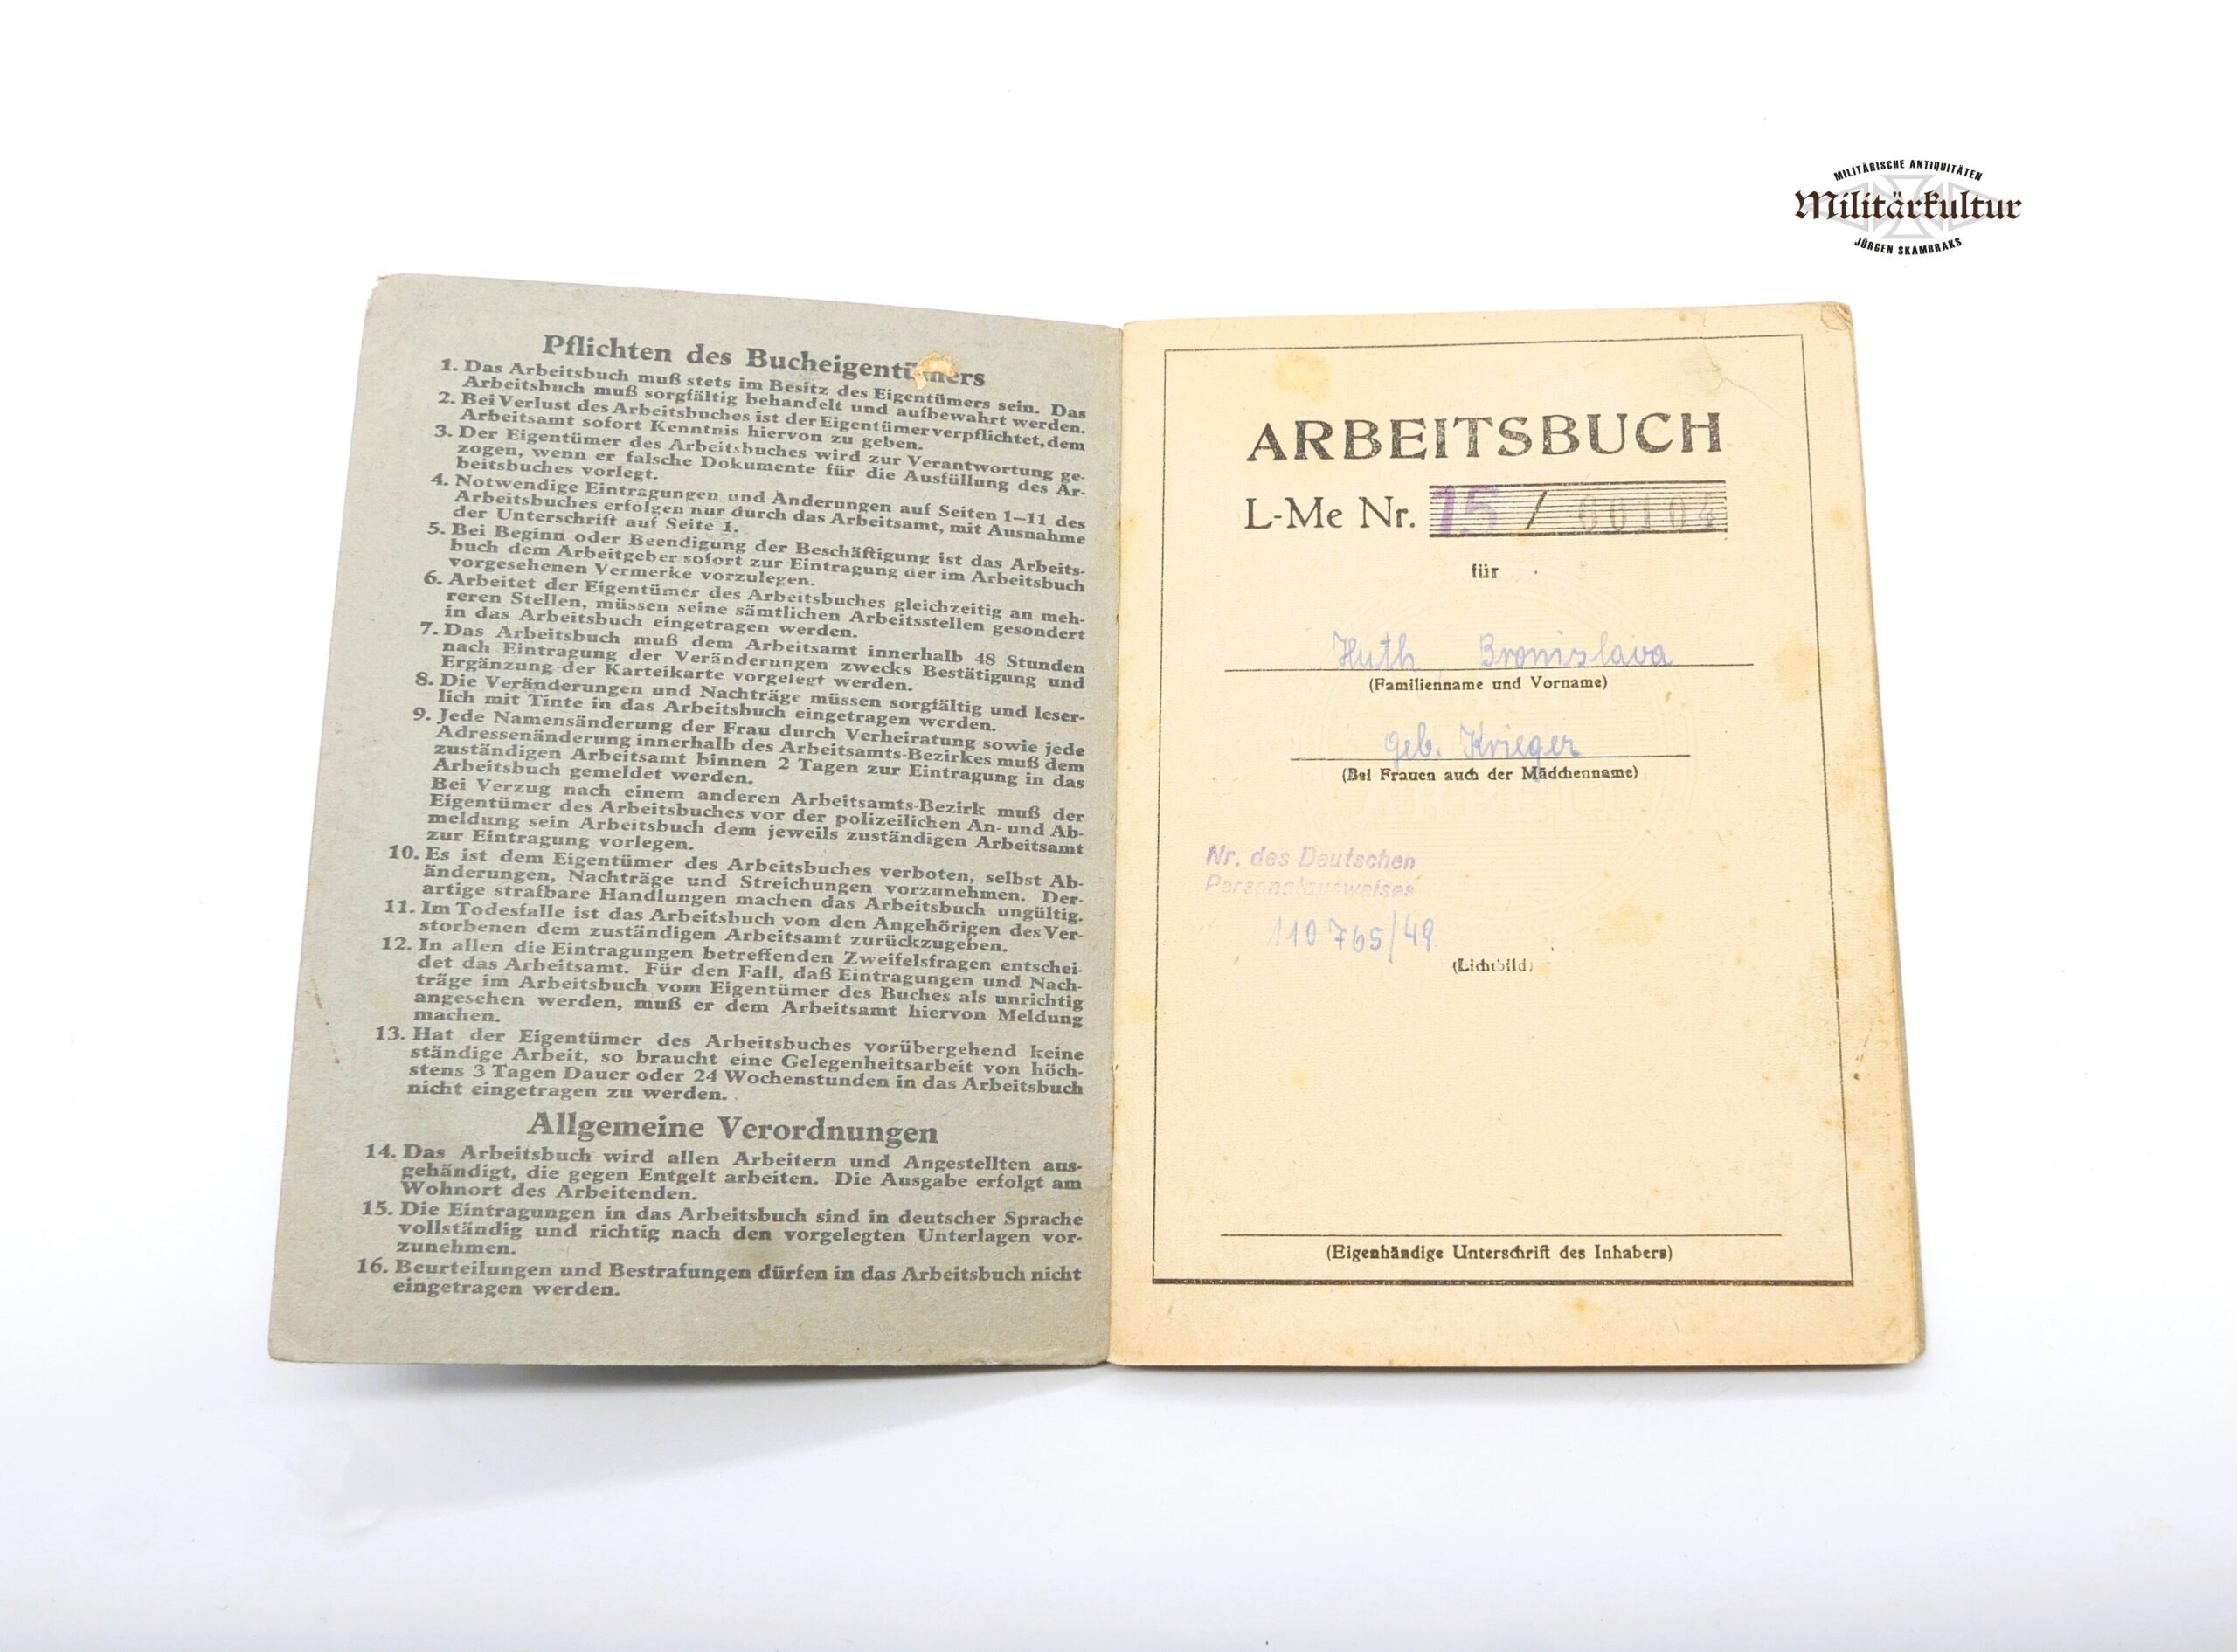 MILITÄRISCHE ANTIQUITÄTEN
Militärkultur
JÜRGEN SKAMBRAKS
Pflichten des Bucheigentümers
1. Das Arbeitsbuch muß stets im Besitz des Eigentümers sein. Das
Arbeitsbuch muß sorgfältig behandelt und aufbewahrt werden.
2. Bei Verlust des Arbeitsbuches ist der Eigentümer verpflichtet, dem
Arbeitsamt sofort Kenntnis hiervon zu geben.
3. Der Eigentümer des Arbeitsbuches wird zur Verantwortung ge-
zogen, wenn er falsche Dokumente für die Ausfüllung des Ar-
beitsbuches vorlegt.
4. Notwendige Eintragungen und Änderungen auf Seiten 1–11 des
Arbeitsbuches erfolgen nur durch das Arbeitsamt, mit Ausnahme
der Unterschrift auf Seite 1.
5. Bei Beginn oder Beendigung der Beschäftigung ist das Arbeits-
buch dem Arbeitgeber sofort zur Eintragung der im Arbeitsbuch
vorgesehenen Vermerke vorzulegen.
6. Arbeitet der Eigentümer des Arbeitsbuches gleichzeitig an meh-
reren Stellen, müssen seine sämtlichen Arbeitsstellen gesondert
in das Arbeitsbuch eingetragen werden.
7. Das Arbeitsbuch muß dem Arbeitsamt innerhalb 48 Stunden
nach Eintragung der Veränderungen zwecks Bestätigung und
Ergänzung der Karteikarte vorgelegt werden.
8. Die Veränderungen und Nachträge müssen sorgfältig und leser-
lich mit Tinte in das Arbeitsbuch eingetragen werden.
9. Jede Namensänderung der Frau durch Verheiratung sowie jede
Adressenänderung innerhalb des Arbeitsamts-Bezirkes muß dem
zuständigen Arbeitsamt binnen 2 Tagen zur Eintragung in das
Arbeitsbuch gemeldet werden.
Bei Verzug nach einem anderen Arbeitsamts-Bezirk muß der
Eigentümer des Arbeitsbuches vor der polizeilichen An- und Ab-
meldung sein Arbeitsbuch dem jeweils zuständigen Arbeitsamt
zur Eintragung vorlegen.
10. Es ist dem Eigentümer des Arbeitsbuches verboten, selbst Ab-
änderungen, Nachträge und Streichungen vorzunehmen. Der-
artige strafbare Handlungen machen das Arbeitsbuch ungültig.
11. Im Todesfalle ist das Arbeitsbuch von den Angehörigen des Ver-
storbenen dem zuständigen Arbeitsamt zurückzugeben.
12. In allen die Eintragungen betreffenden Zweifelsfragen entschei-
det das Arbeitsamt. Für den Fall, daß Eintragungen und Nach-
träge im Arbeitsbuch vom Eigentümer des Buches als unrichtig
angesehen werden, muß er dem Arbeitsamt hiervon Meldung
machen.
13. Hat der Eigentümer des Arbeitsbuches vorübergehend keine
ständige Arbeit, so braucht eine Gelegenheitsarbeit von höch-
stens 3 Tagen Dauer oder 24 Wochenstunden in das Arbeitsbuch
nicht eingetragen zu werden.
Allgemeine Verordnungen
14. Das Arbeitsbuch wird allen Arbeitern und Angestellten aus-
gehändigt, die gegen Entgelt arbeiten. Die Ausgabe erfolgt am
Wohnort des Arbeitenden.
15. Die Eintragungen in das Arbeitsbuch sind in deutscher Sprache
vollständig und richtig nach den vorgelegten Unterlagen vor-
zunehmen.
16. Beurteilungen und Bestrafungen dürfen in das Arbeitsbuch nicht
eingetragen werden.
ARBEITSBUCH
L-Me Nr. 15 / 60104
für
Huth, Bronislava
(Familienname und Vorname)
geb. Krieger
(Bei Frauen auch der Mädchenname)
Nr. des Deutschen
Personalausweises
110 765/49
(Lichtbild)
(Eigenhändige Unterschrift des Inhabers)